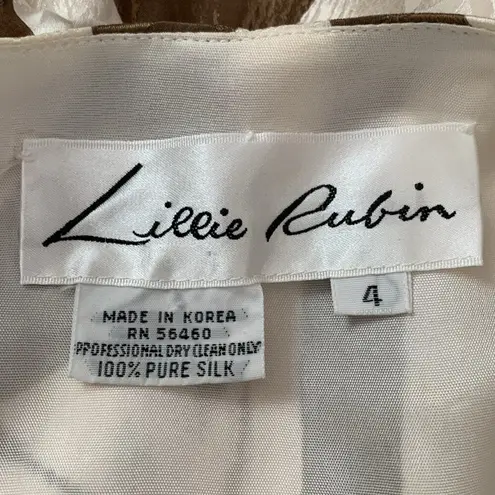 Lillie Rubin
4
MADE IN KOREA
RN 56460
PROFESSIONAL DRY CLEAN ONLY
100% PURE SILK